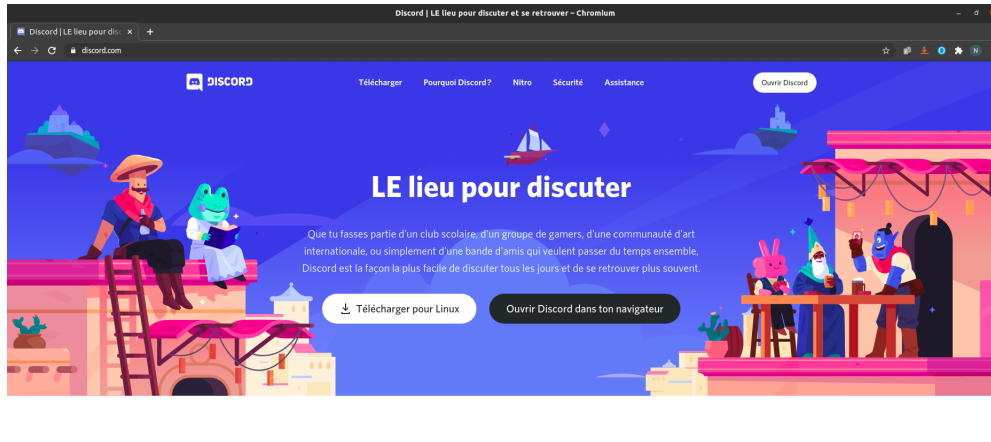 Discord | LE lieu pour discuter et se retrouver – Chromium
Discord | LE lieu pour disc
discord.com
N
DISCORD
Télécharger Pourquoi Discord? Nitro Sécurité Assistance
Ouvrir Discord
LE lieu pour discuter
Que tu fasses partie d'un club scolaire, d'un groupe de gamers, d'une communauté d'art
internationale, ou simplement d'une bande d'amis qui veulent passer du temps ensemble,
Discord est la façon la plus facile de discuter tous les jours et de se retrouver plus souvent.
Télécharger pour Linux
Ouvrir Discord dans ton navigateur